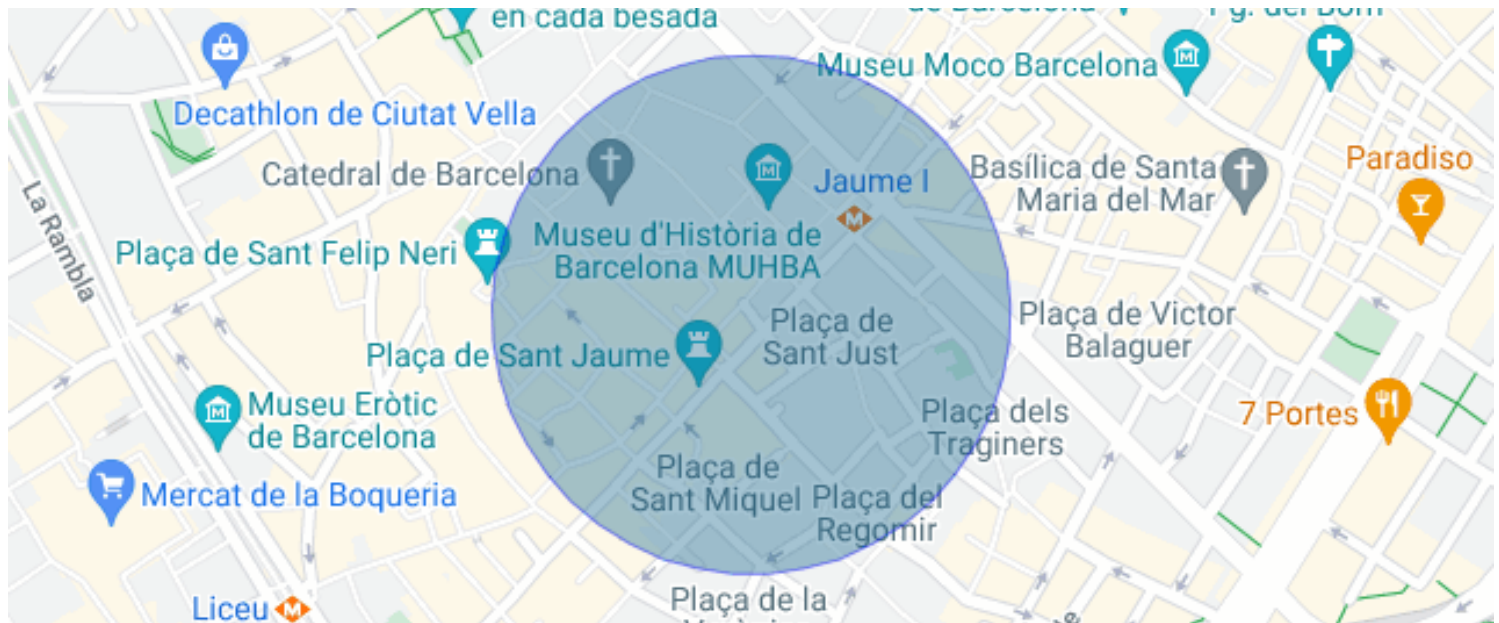 en cada besada
de Barcelona
Museu Moco Barcelona
Decathlon de Ciutat Vella
Catedral de Barcelona
Jaume I
Basílica de Santa
Maria del Mar
Paradiso
La Rambla
Plaça de Sant Felip Neri
Museu d'Història de
Barcelona MUHBA
Plaça de
Sant Just
Plaça de Victor
Balaguer
Plaça de Sant Jaume
Museu Eròtic
de Barcelona
Plaça dels
Traginers
7 Portes
Mercat de la Boqueria
Plaça de
Sant Miquel
Plaça del
Regomir
Liceu
Plaça de la